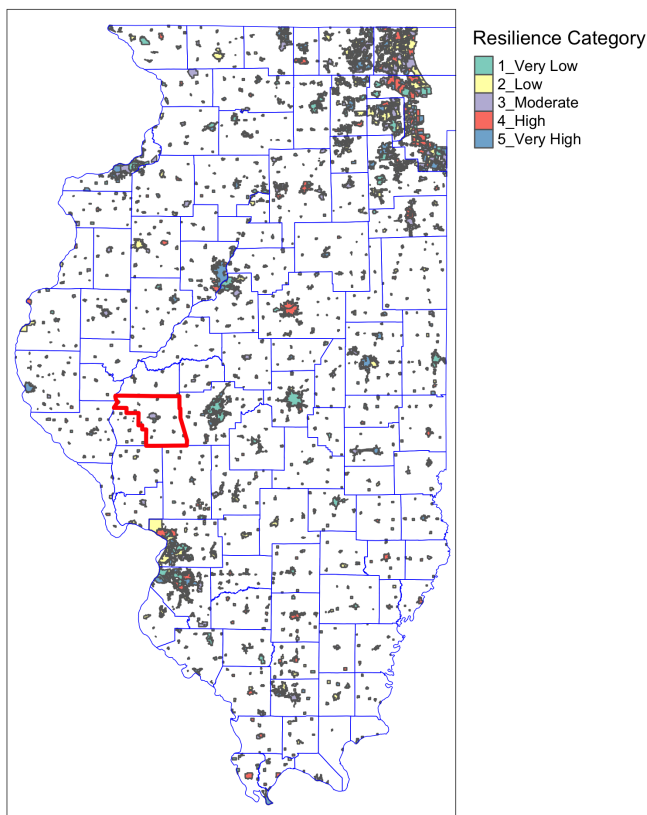 Resilience Category
1_Very Low
2_Low
3_Moderate
4_High
5_Very High